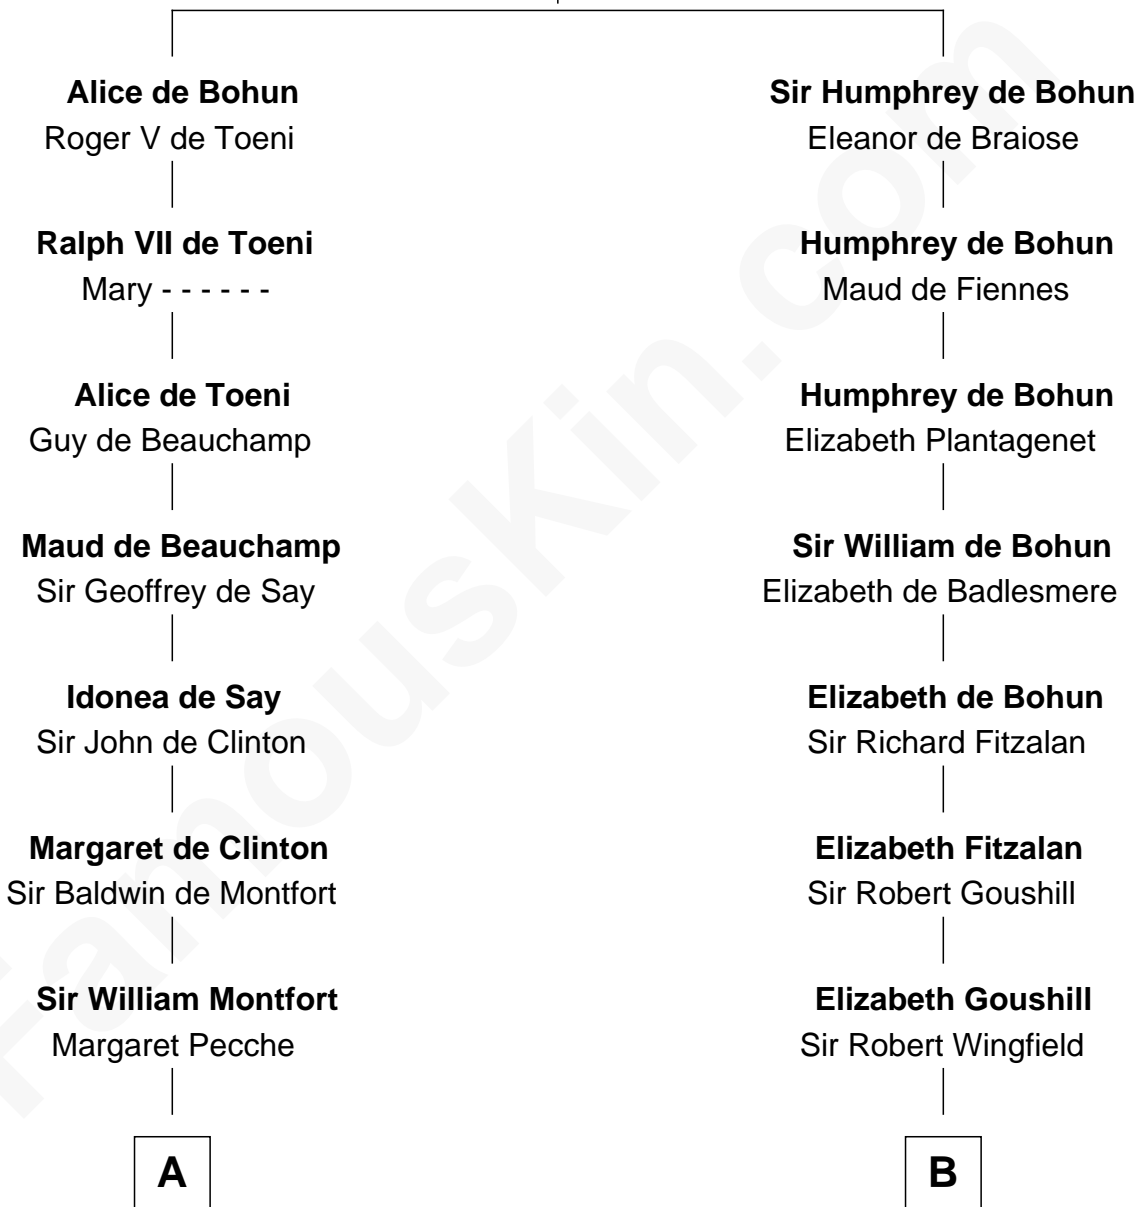 Alice de Bohun
Roger V de Toeni
Sir Humphrey de Bohun
Eleanor de Braiose
Ralph VII de Toeni
Mary - - - - - -
Humphrey de Bohun
Maud de Fiennes
Alice de Toeni
Guy de Beauchamp
Humphrey de Bohun
Elizabeth Plantagenet
Maud de Beauchamp
Sir Geoffrey de Say
Sir William de Bohun
Elizabeth de Badlesmere
Idonea de Say
Sir John de Clinton
Elizabeth de Bohun
Sir Richard Fitzalan
Margaret de Clinton
Sir Baldwin de Montfort
Elizabeth Fitzalan
Sir Robert Goushill
Sir William Montfort
Margaret Pecche
Elizabeth Goushill
Sir Robert Wingfield
A
B
FamousKin.com